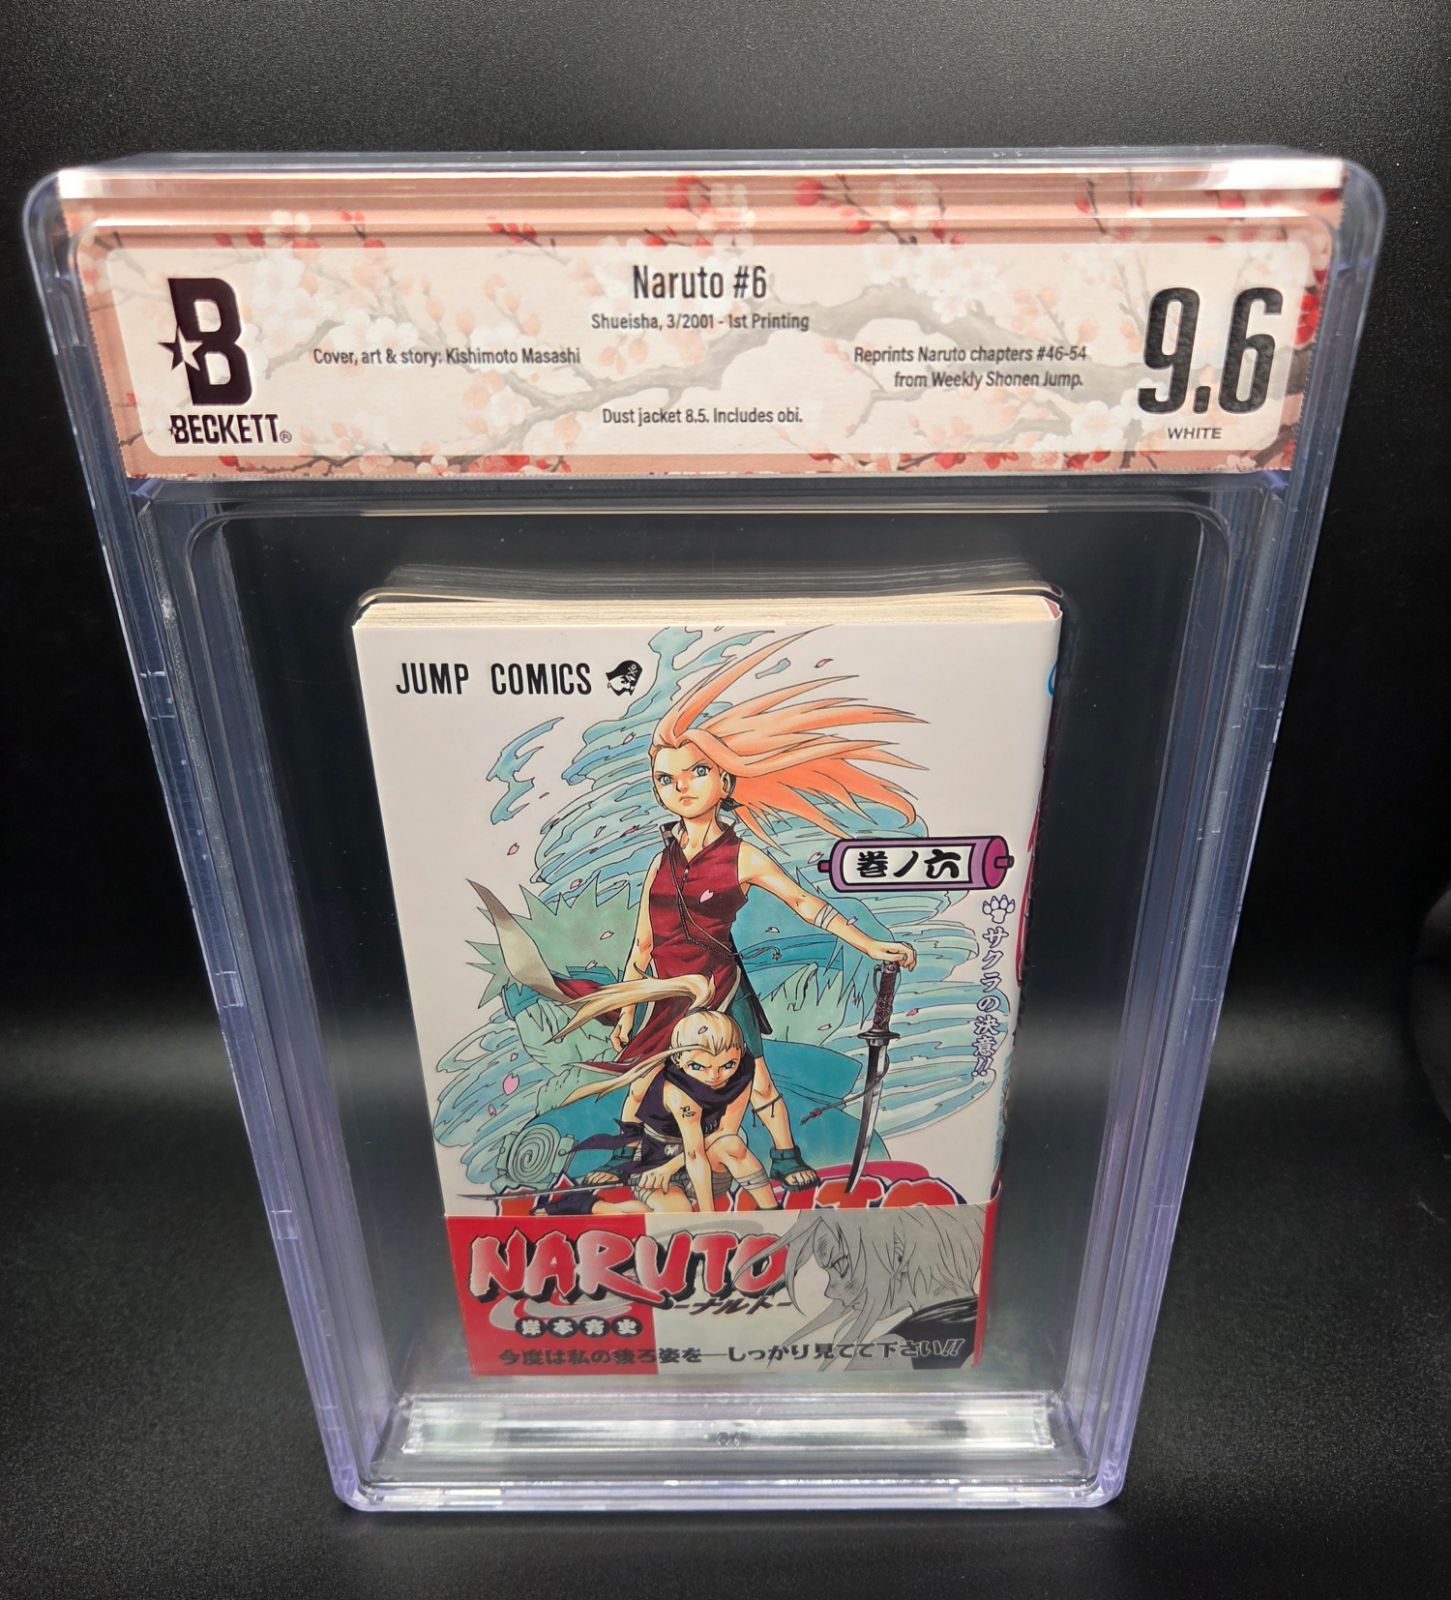 Naruto #6
Shueisha, 3/2001 - 1st Printing
Cover, art & story: Kishimoto Masashi
Reprints Naruto chapters #46-54
from Weekly Shonen Jump.
Dust jacket 8.5. Includes obi.
B
BECKETT®
9.6
WHITE
JUMP COMICS
巻ノ六
サクラの決意!!
NARUTO
-ナルト-
岸本斉史
今度は私の後ろ姿を―しっかり見てて下さい!!